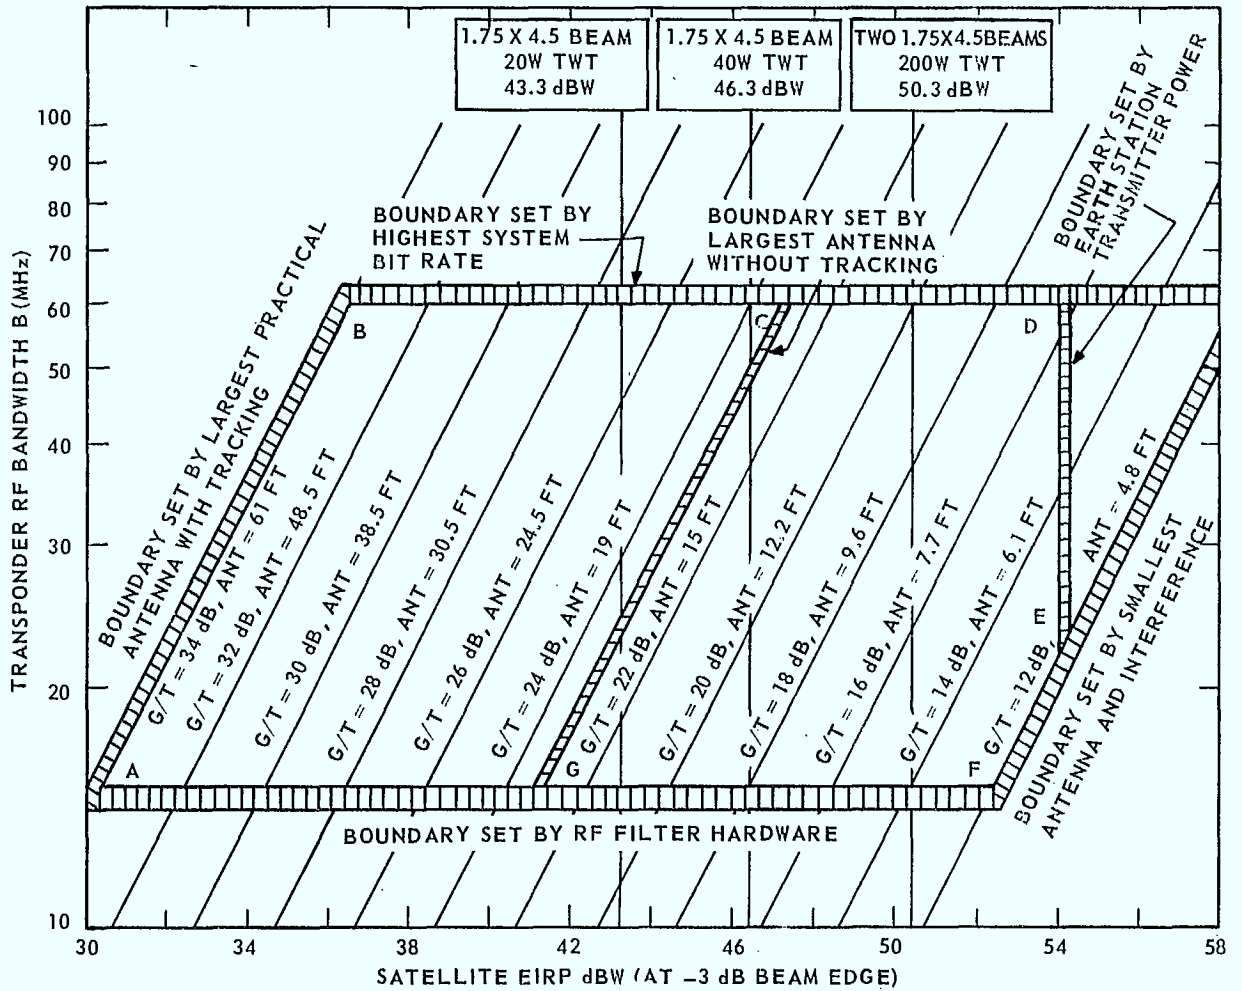 1.75 X 4.5 BEAM
20W TWT
43.3 dBW
1.75 X 4.5 BEAM
40W TWT
46.3 dBW
TWO 1.75X4.5BEAMS
200W TWT
50.3 dBW
BOUNDARY SET BY
EARTH STATION
TRANSMITTER POWER
BOUNDARY SET BY
HIGHEST SYSTEM
BIT RATE
BOUNDARY SET BY
LARGEST ANTENNA
WITHOUT TRACKING
BOUNDARY SET BY LARGEST PRACTICAL
ANTENNA WITH TRACKING
TRANSPONDER RF BANDWIDTH B (MHz)
100
90
80
70
60
50
40
30
20
10
B
C
D
E
A
G
F
G/T = 34 dB, ANT = 61 FT
G/T = 32 dB, ANT = 48.5 FT
G/T = 30 dB, ANT = 38.5 FT
G/T = 28 dB, ANT = 30.5 FT
G/T = 26 dB, ANT = 24.5 FT
G/T = 24 dB, ANT = 19 FT
G/T = 22 dB, ANT = 15 FT
G/T = 20 dB, ANT = 12.2 FT
G/T = 18 dB, ANT = 9.6 FT
G/T = 16 dB, ANT = 7.7 FT
G/T = 14 dB, ANT = 6.1 FT
G/T = 12dB, ANT = 4.8 FT
BOUNDARY SET BY SMALLEST
ANTENNA AND INTERFERENCE
BOUNDARY SET BY RF FILTER HARDWARE
30 34 38 42 46 50 54 58
SATELLITE EIRP dBW (AT -3 dB BEAM EDGE)